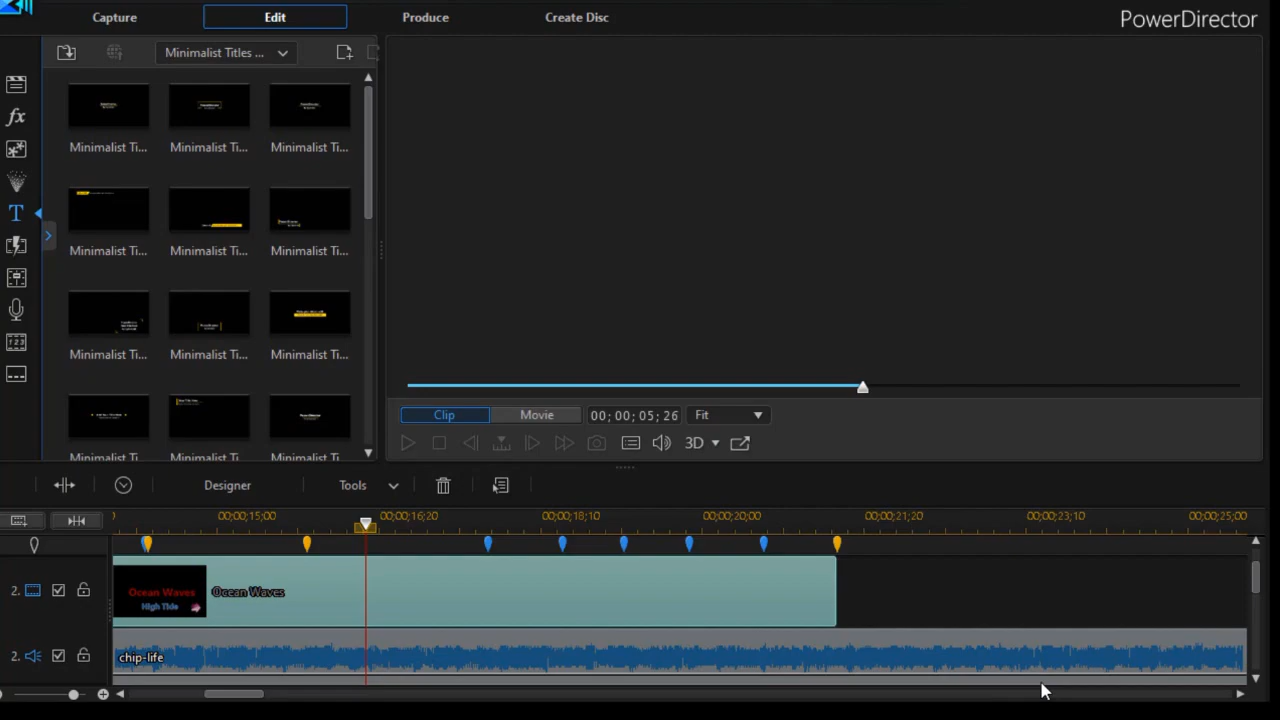 Capture Edit Produce Create Disc PowerDirector
Minimalist Titles ...
Minimalist Ti... Minimalist Ti... Minimalist Ti...
Minimalist Ti... Minimalist Ti... Minimalist Ti...
Minimalist Ti... Minimalist Ti... Minimalist Ti...
Minimalist Ti... Minimalist Ti... Minimalist Ti...
Clip Movie 00; 00; 05; 26 Fit
3D
Designer Tools
00;00;15;00 00;00;16;20 00;00;18;10 00;00;20;00 00;00;21;20 00;00;23;10 00;00;25;00
2. Ocean Waves High Tide Ocean Waves
2. chip-life